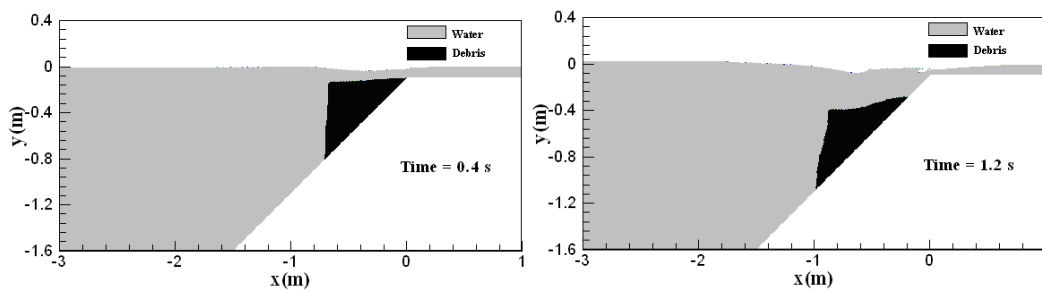 0.4
Water
Debris
0
-0.4
y(m)
-0.8
Time = 0.4 s
-1.2
-1.6
-3
-2
-1
0
1
x(m)
0.4
Water
Debris
0
-0.4
y(m)
-0.8
Time = 1.2 s
-1.2
-1.6
-3
-2
-1
0
x(m)